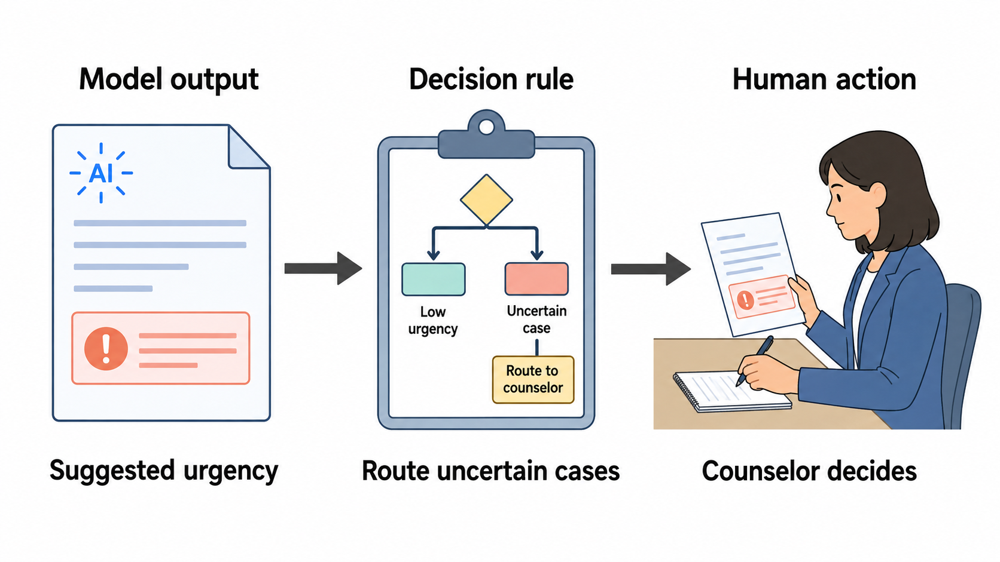 Model output
Decision rule
Human action
AI
Low
urgency
Uncertain
case
Route to
counselor
Suggested urgency
Route uncertain cases
Counselor decides